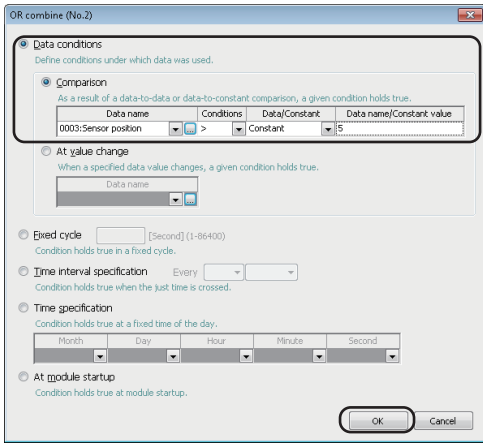 OR combine (No.2)
Data conditions
Define conditions under which data was used.
Comparison
As a result of a data-to-data or data-to-constant comparison, a given condition holds true.
Data name Conditions Data/Constant Data name/Constant value
0003:Sensor position ... > Constant 5
At value change
When a specified data value changes, a given condition holds true.
Data name
...
Fixed cycle [Second] (1-86400)
Condition holds true in a fixed cycle.
Time interval specification Every
Condition holds true when the just time is crossed.
Time specification
Condition holds true at a fixed time of the day.
Month Day Hour Minute Second
At module startup
Condition holds true at module startup.
OK Cancel